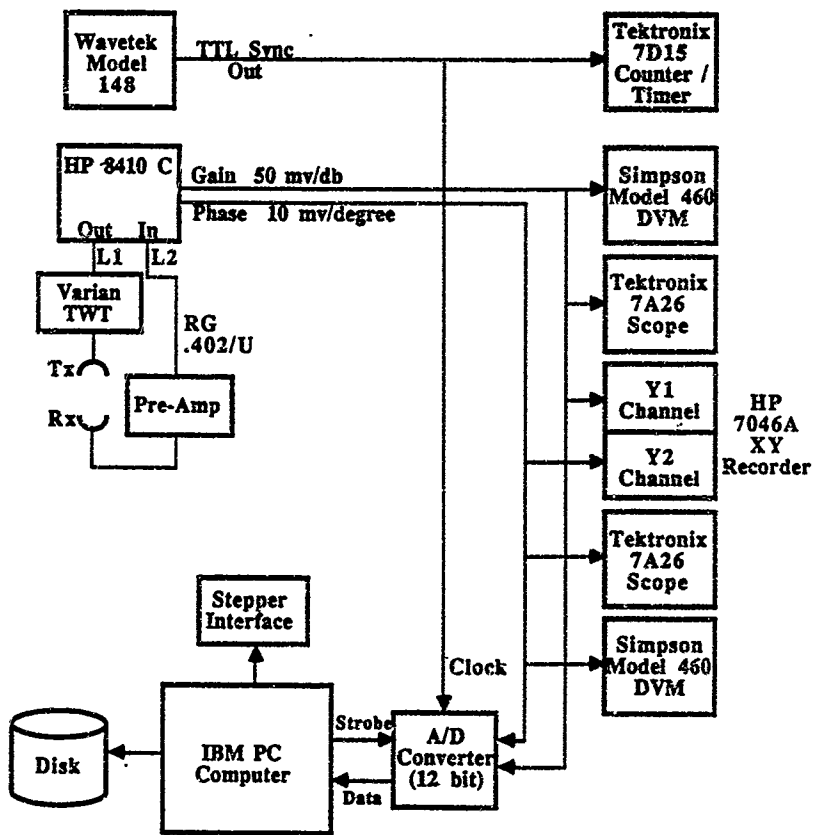 Wavetek
Model
148
TTL Sync
Out
Tektronix
7D15
Counter /
Timer
HP 8410 C
Out In
Gain 50 mv/db
Phase 10 mv/degree
Simpson
Model 460
DVM
L1 L2
Varian
TWT
RG
.402/U
Tx
Rx
Pre-Amp
Tektronix
7A26
Scope
Y1
Channel
Y2
Channel
HP
7046A
XY
Recorder
Tektronix
7A26
Scope
Simpson
Model 460
DVM
Stepper
Interface
Clock
Disk
IBM PC
Computer
Strobe
Data
A/D
Converter
(12 bit)